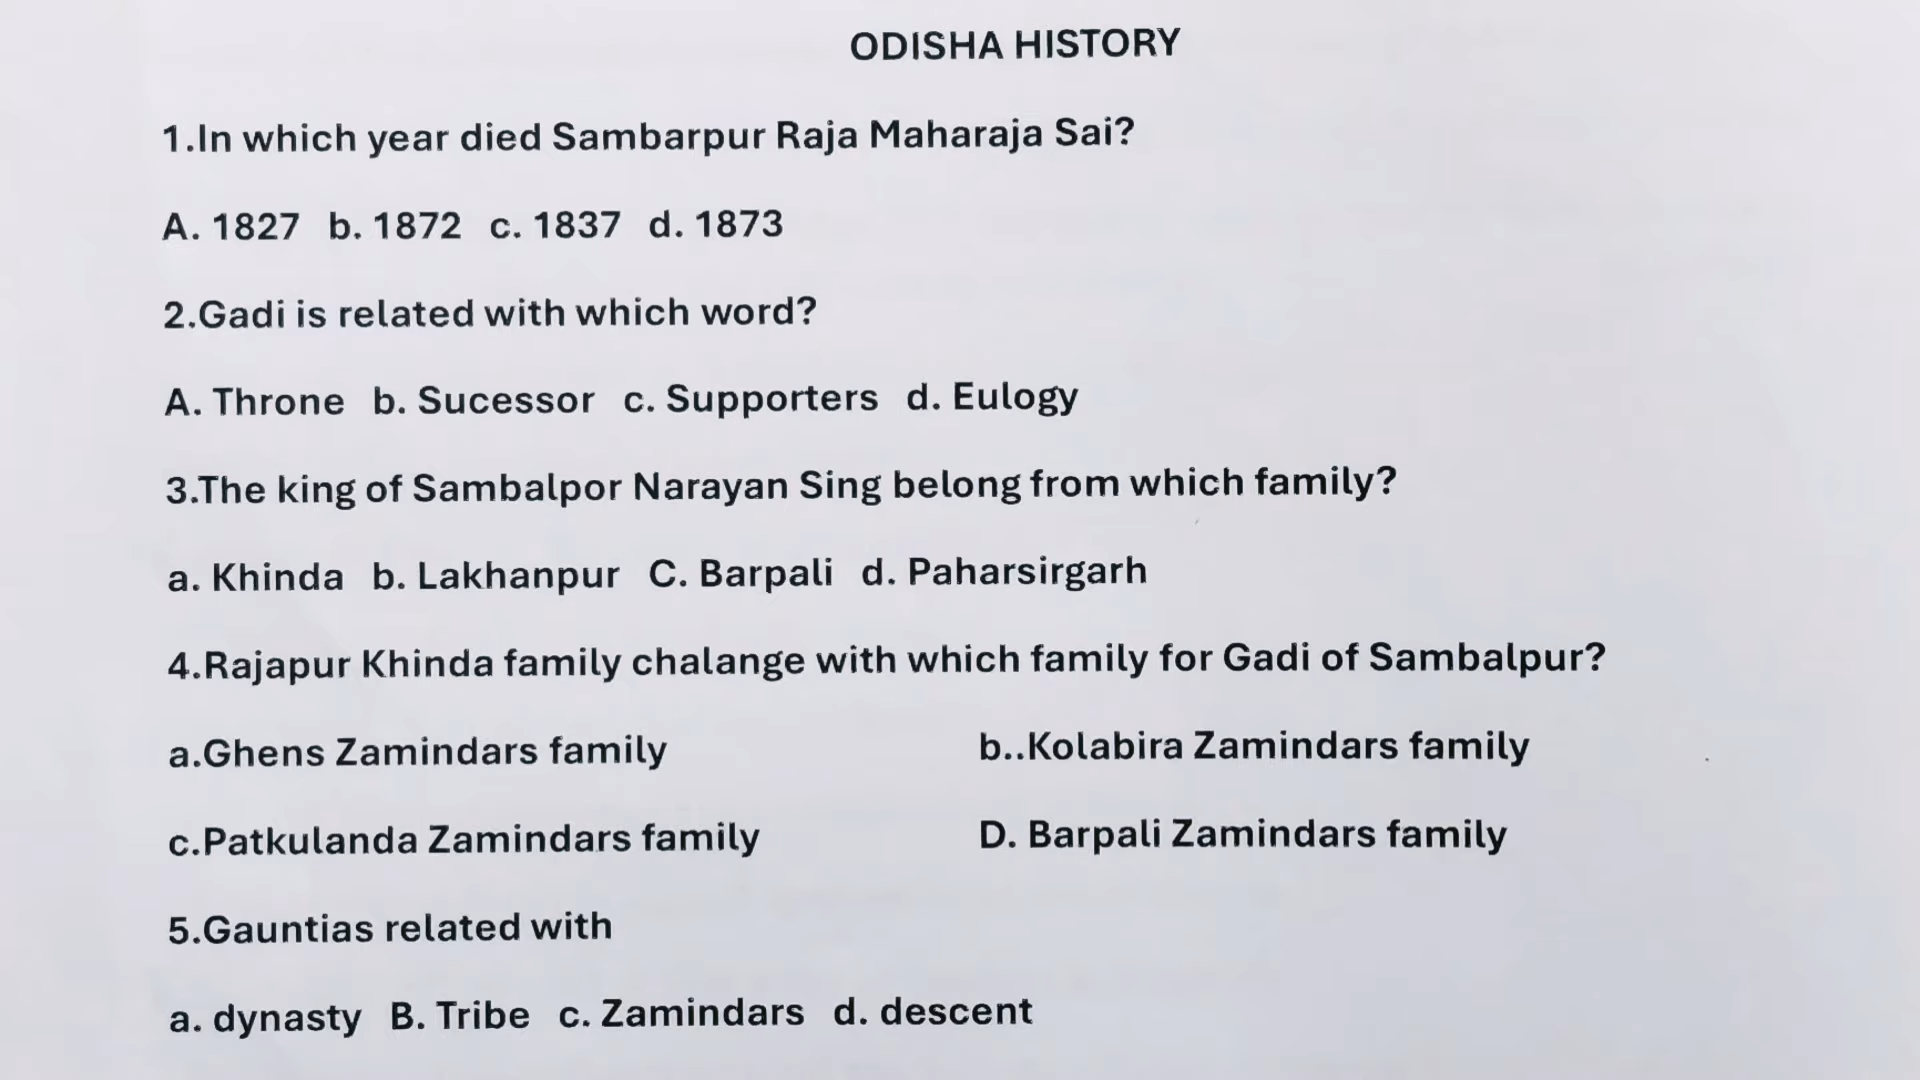 ODISHA HISTORY
1.In which year died Sambarpur Raja Maharaja Sai?
A. 1827 b. 1872 c. 1837 d. 1873
2.Gadi is related with which word?
A. Throne b. Sucessor c. Supporters d. Eulogy
3.The king of Sambalpor Narayan Sing belong from which family?
a. Khinda b. Lakhanpur C. Barpali d. Paharsirgarh
4.Rajapur Khinda family chalange with which family for Gadi of Sambalpur?
a.Ghens Zamindars family b..Kolabira Zamindars family
c.Patkulanda Zamindars family D. Barpali Zamindars family
5.Gauntias related with
a. dynasty B. Tribe c. Zamindars d. descent